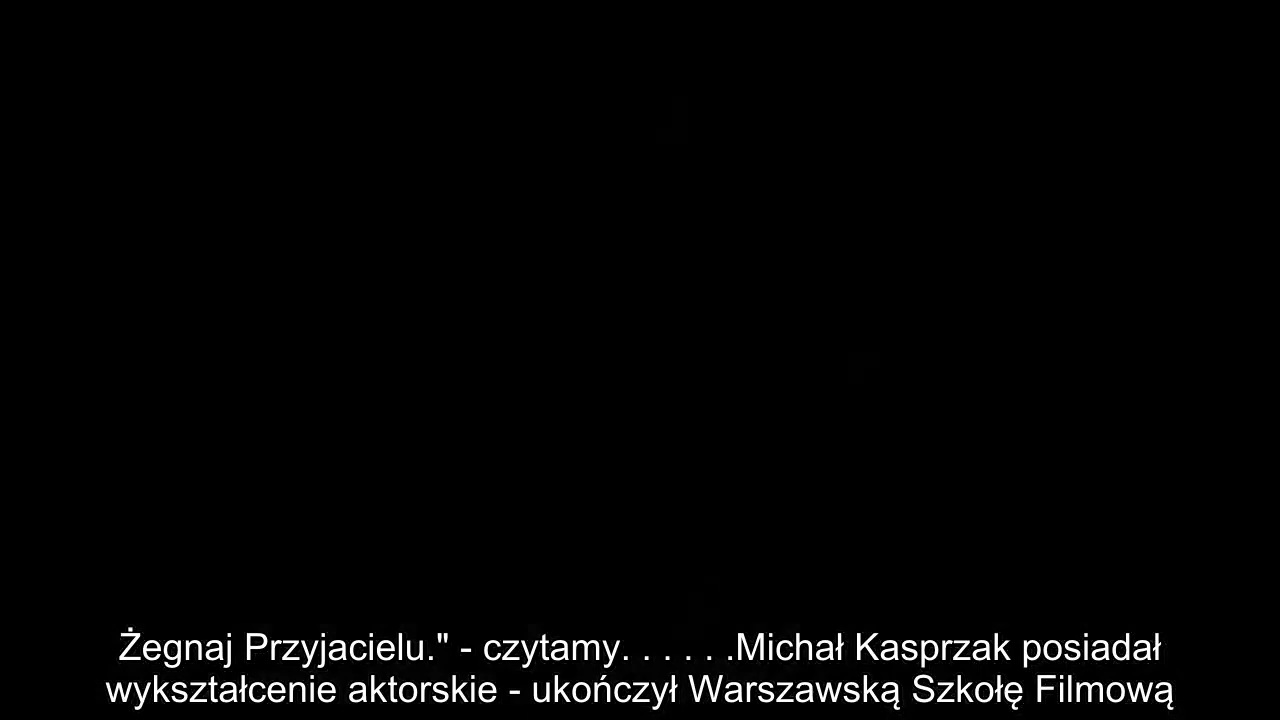 Żegnaj Przyjacielu." - czytamy. . . . . .Michał Kasprzak posiadał
wykształcenie aktorskie - ukończył Warszawską Szkołę Filmową